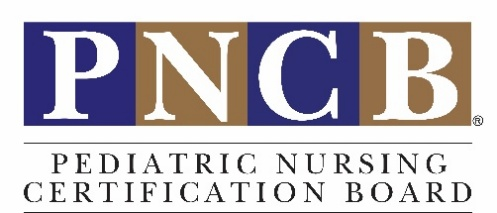 PNCB®
PEDIATRIC NURSING
CERTIFICATION BOARD